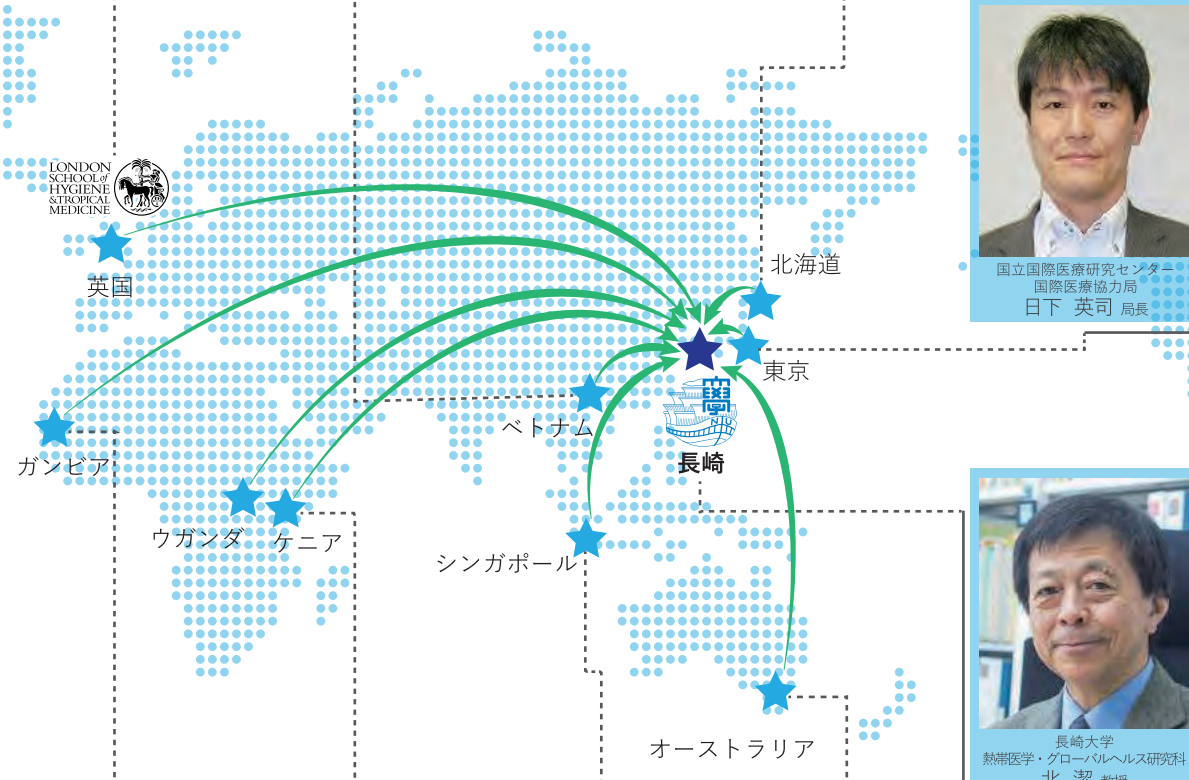 LONDON
SCHOOL of
HYGIENE
&TROPICAL
MEDICINE
英国
北海道
東京
ベトナム
長崎
ガンビア
ウガンダ
ケニア
シンガポール
オーストラリア
国立国際医療研究センター
国際医療協力局
日下 英司 局長
長崎大学
熱帯医学・グローバルヘルス研究科
北 潔 教授